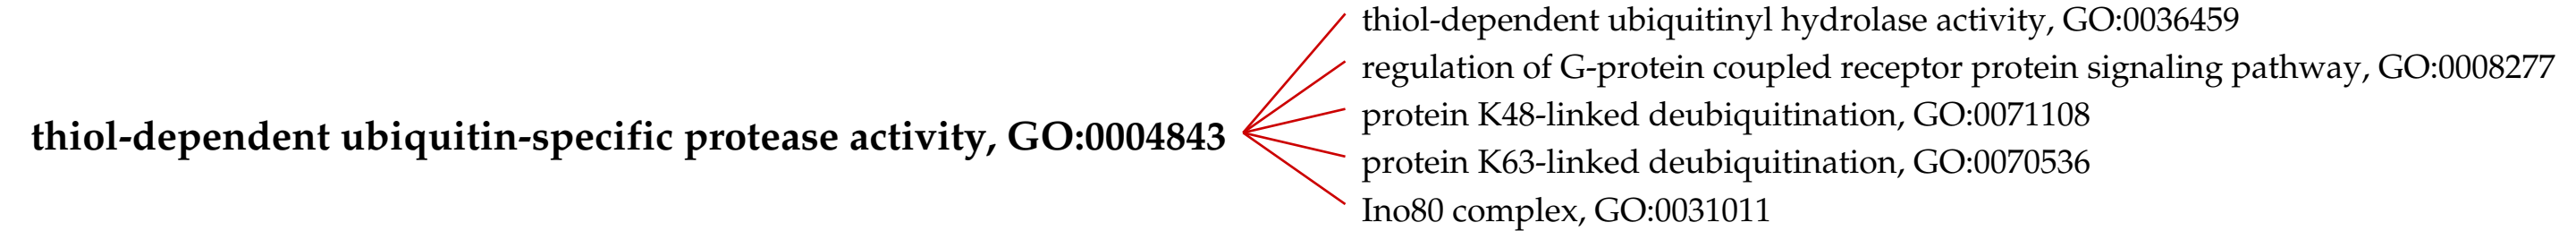 thiol-dependent ubiquitinyl hydrolase activity, GO:0036459
regulation of G-protein coupled receptor protein signaling pathway, GO:0008277
protein K48-linked deubiquitination, GO:0071108
thiol-dependent ubiquitin-specific protease activity, GO:0004843
protein K63-linked deubiquitination, GO:0070536
Ino80 complex, GO:0031011